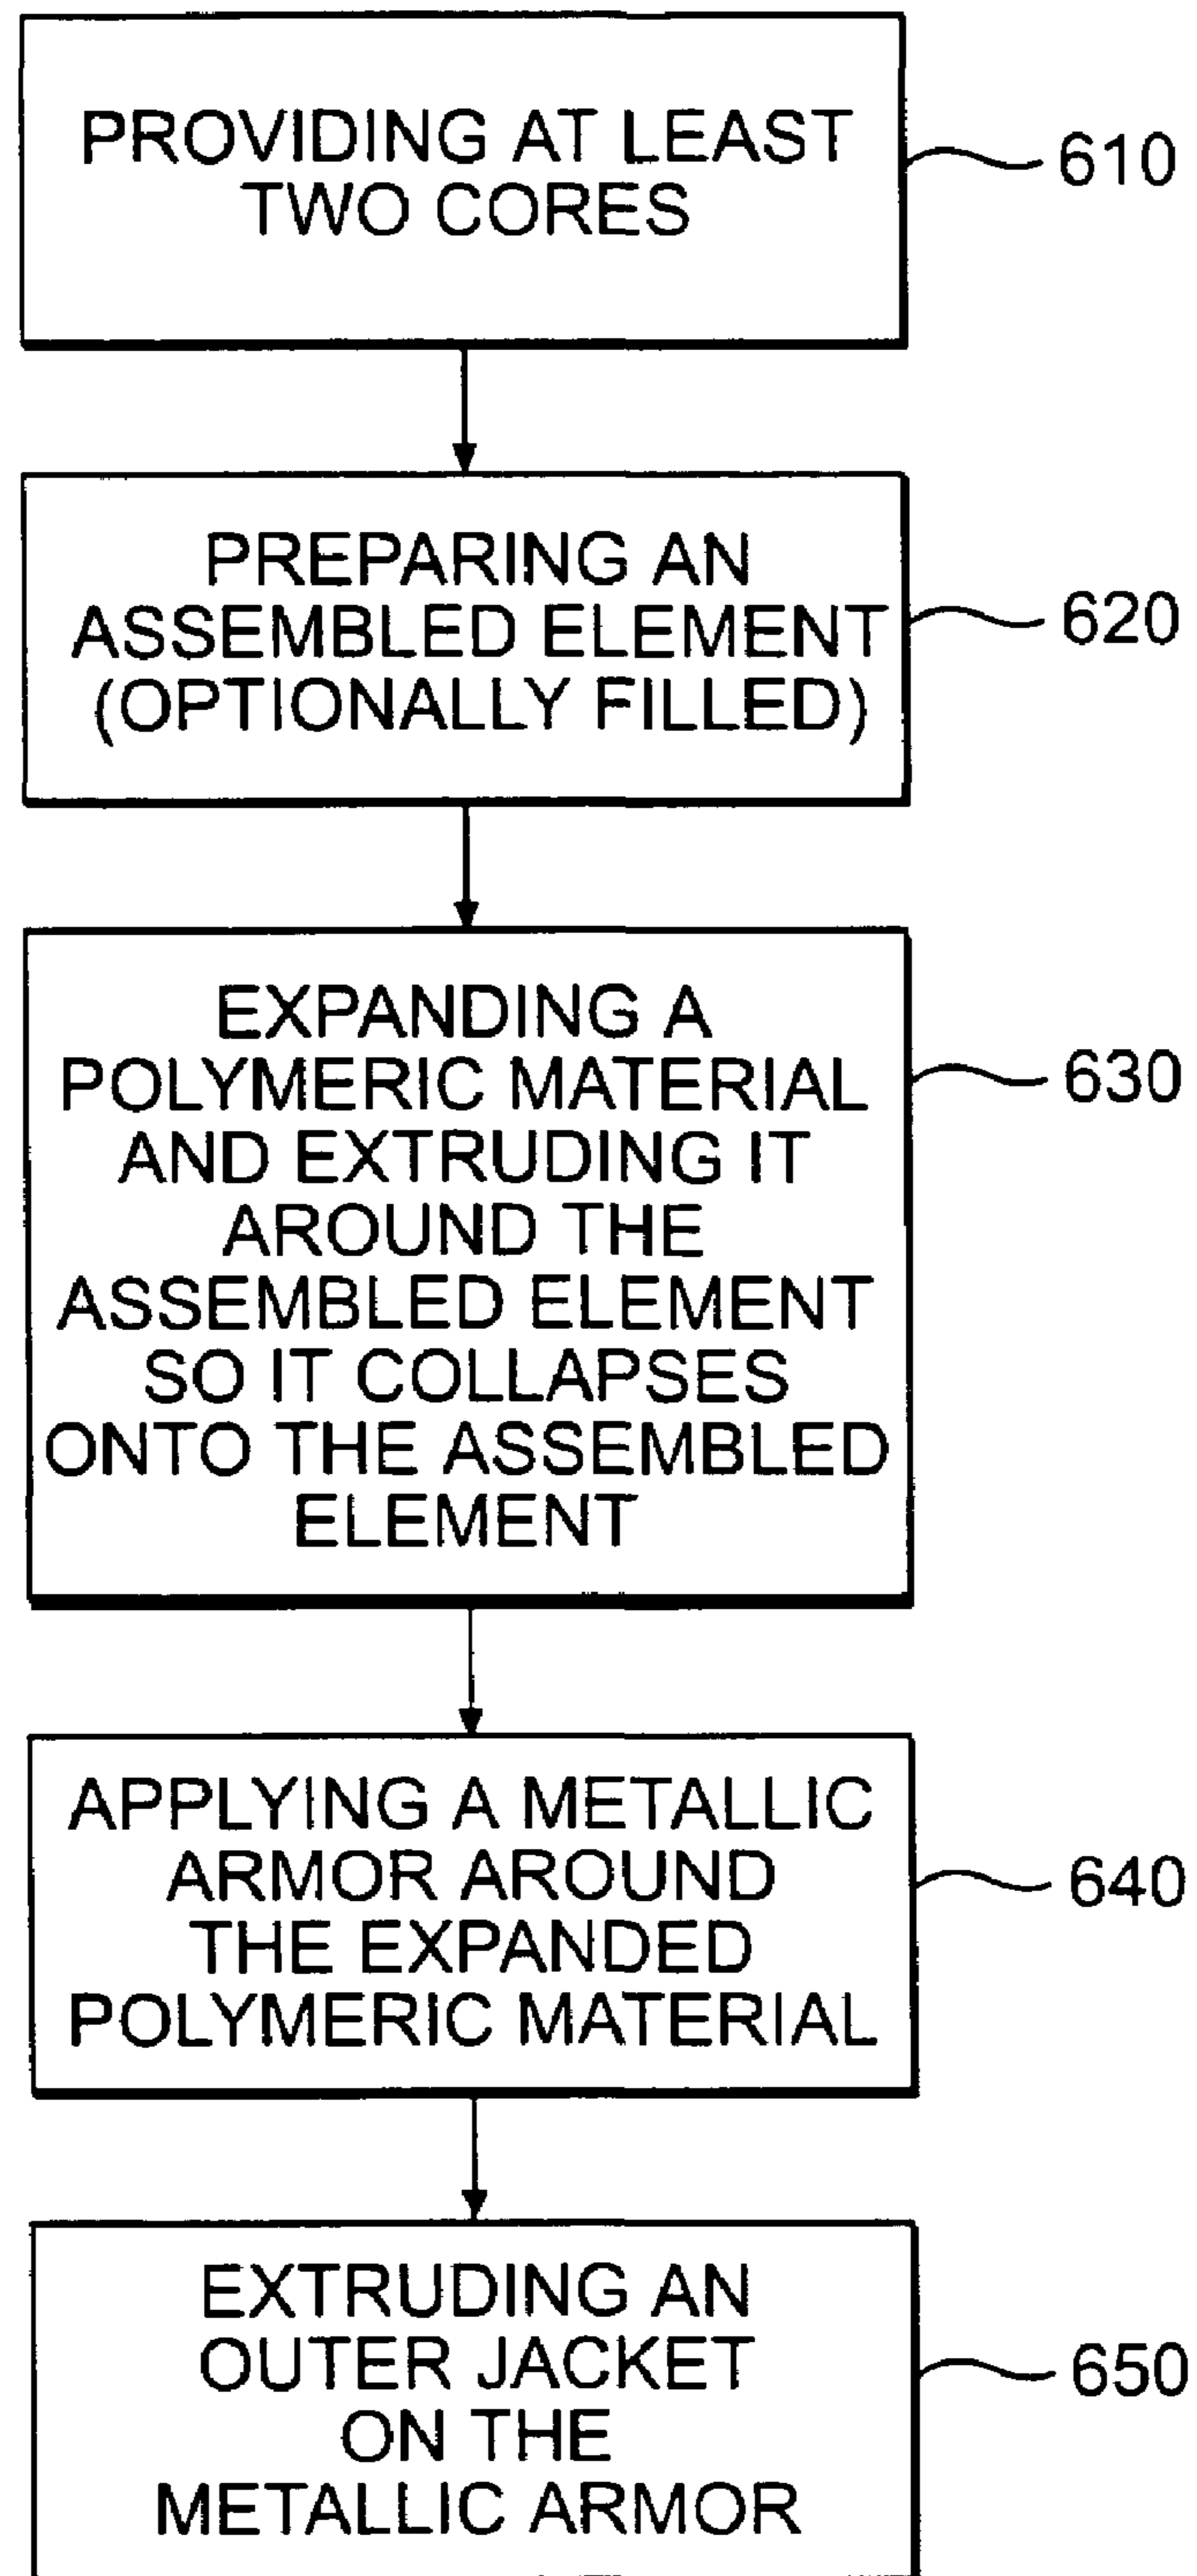 PROVIDING AT LEAST
TWO CORES
610
PREPARING AN
ASSEMBLED ELEMENT
(OPTIONALLY FILLED)
620
EXPANDING A
POLYMERIC MATERIAL
AND EXTRUDING IT
AROUND THE
ASSEMBLED ELEMENT
SO IT COLLAPSES
ONTO THE ASSEMBLED
ELEMENT
630
APPLYING A METALLIC
ARMOR AROUND
THE EXPANDED
POLYMERIC MATERIAL
640
EXTRUDING AN
OUTER JACKET
ON THE
METALLIC ARMOR
650